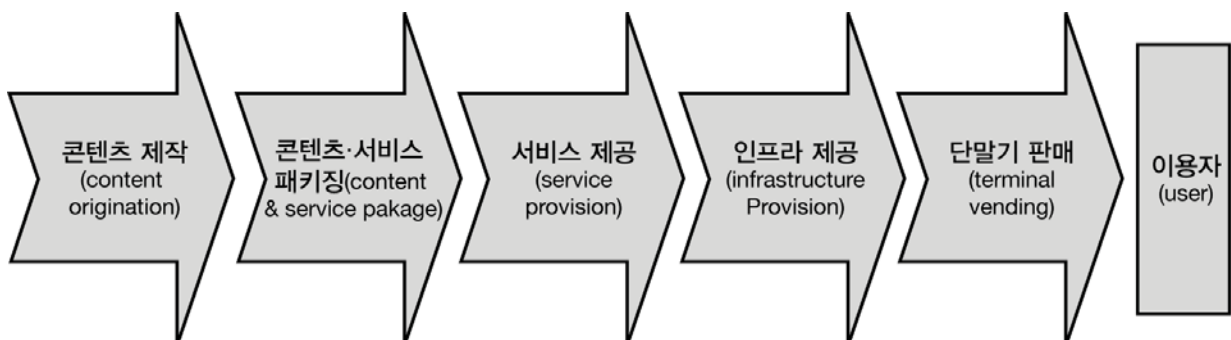 콘텐츠 제작
(content
origination)
콘텐츠·서비스
패키징(content
& service pakage)
서비스 제공
(service
provision)
인프라 제공
(infrastructure
Provision)
단말기 판매
(terminal
vending)
이용자
(user)